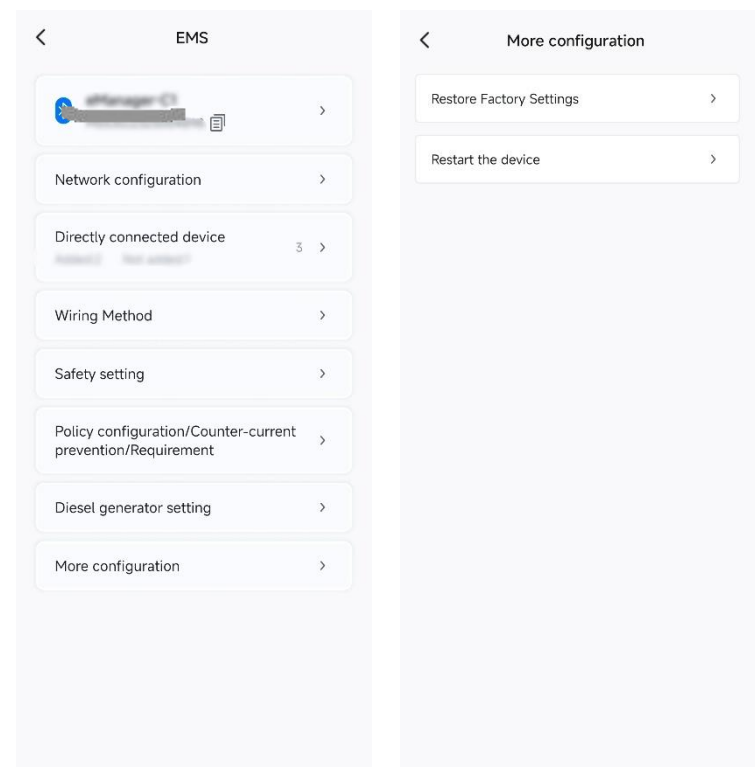 EMS
Network configuration
Directly connected device
3
Wiring Method
Safety setting
Policy configuration/Counter-current
prevention/Requirement
Diesel generator setting
More configuration
More configuration
Restore Factory Settings
Restart the device